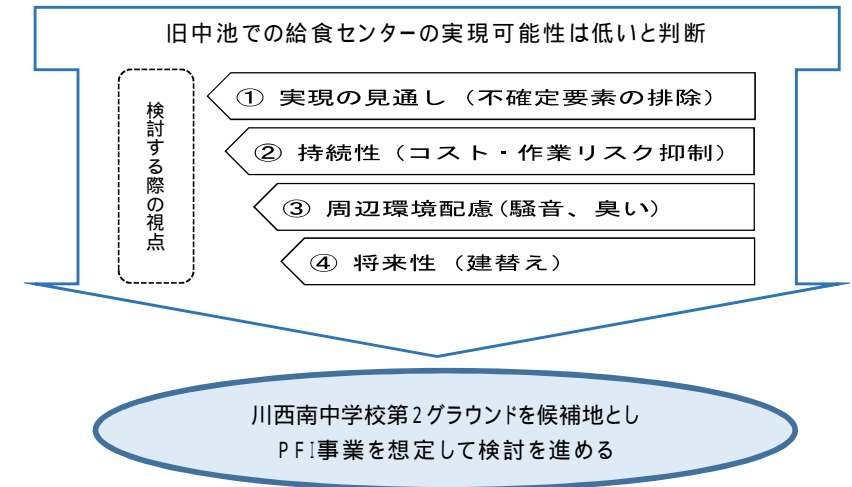 旧中池での給食センターの実現可能性は低いと判断
検討する際の視点
① 実現の見通し（不確定要素の排除）
② 持続性（コスト・作業リスク抑制）
③ 周辺環境配慮(騒音、臭い)
④ 将来性（建替え）
川西南中学校第2グラウンドを候補地とし
PFI事業を想定して検討を進める